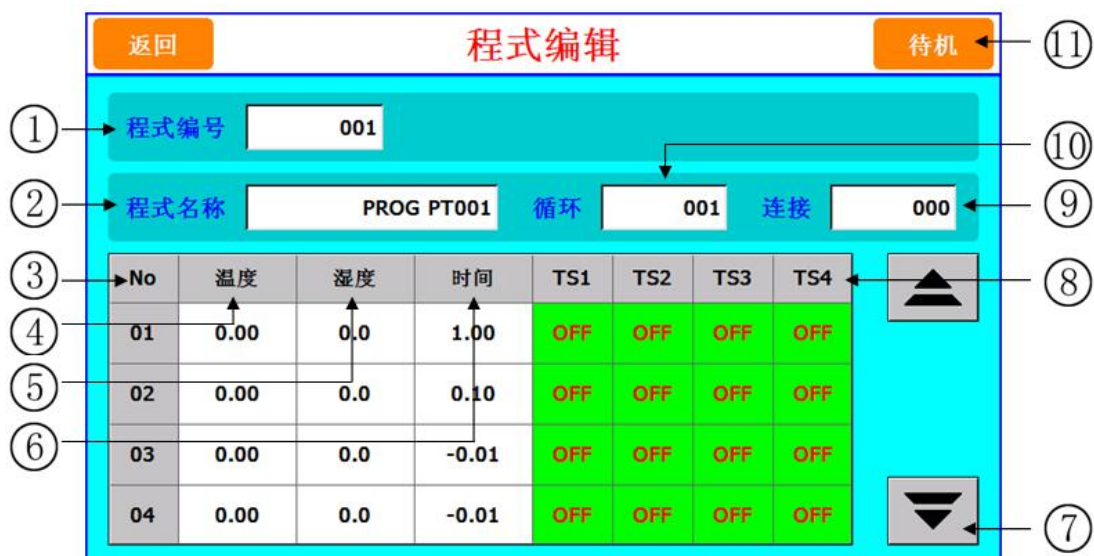 返回 程式编辑 待机 ⑪
① 程式编号 001
⑩
② 程式名称 PROG PT001 循环 001 连接 000 ⑨
③ No 温度 湿度 时间 TS1 TS2 TS3 TS4 ⑧
④ 01 0.00 0.0 1.00 OFF OFF OFF OFF
⑤ 02 0.00 0.0 0.10 OFF OFF OFF OFF
⑥ 03 0.00 0.0 -0.01 OFF OFF OFF OFF
04 0.00 0.0 -0.01 OFF OFF OFF OFF ⑦